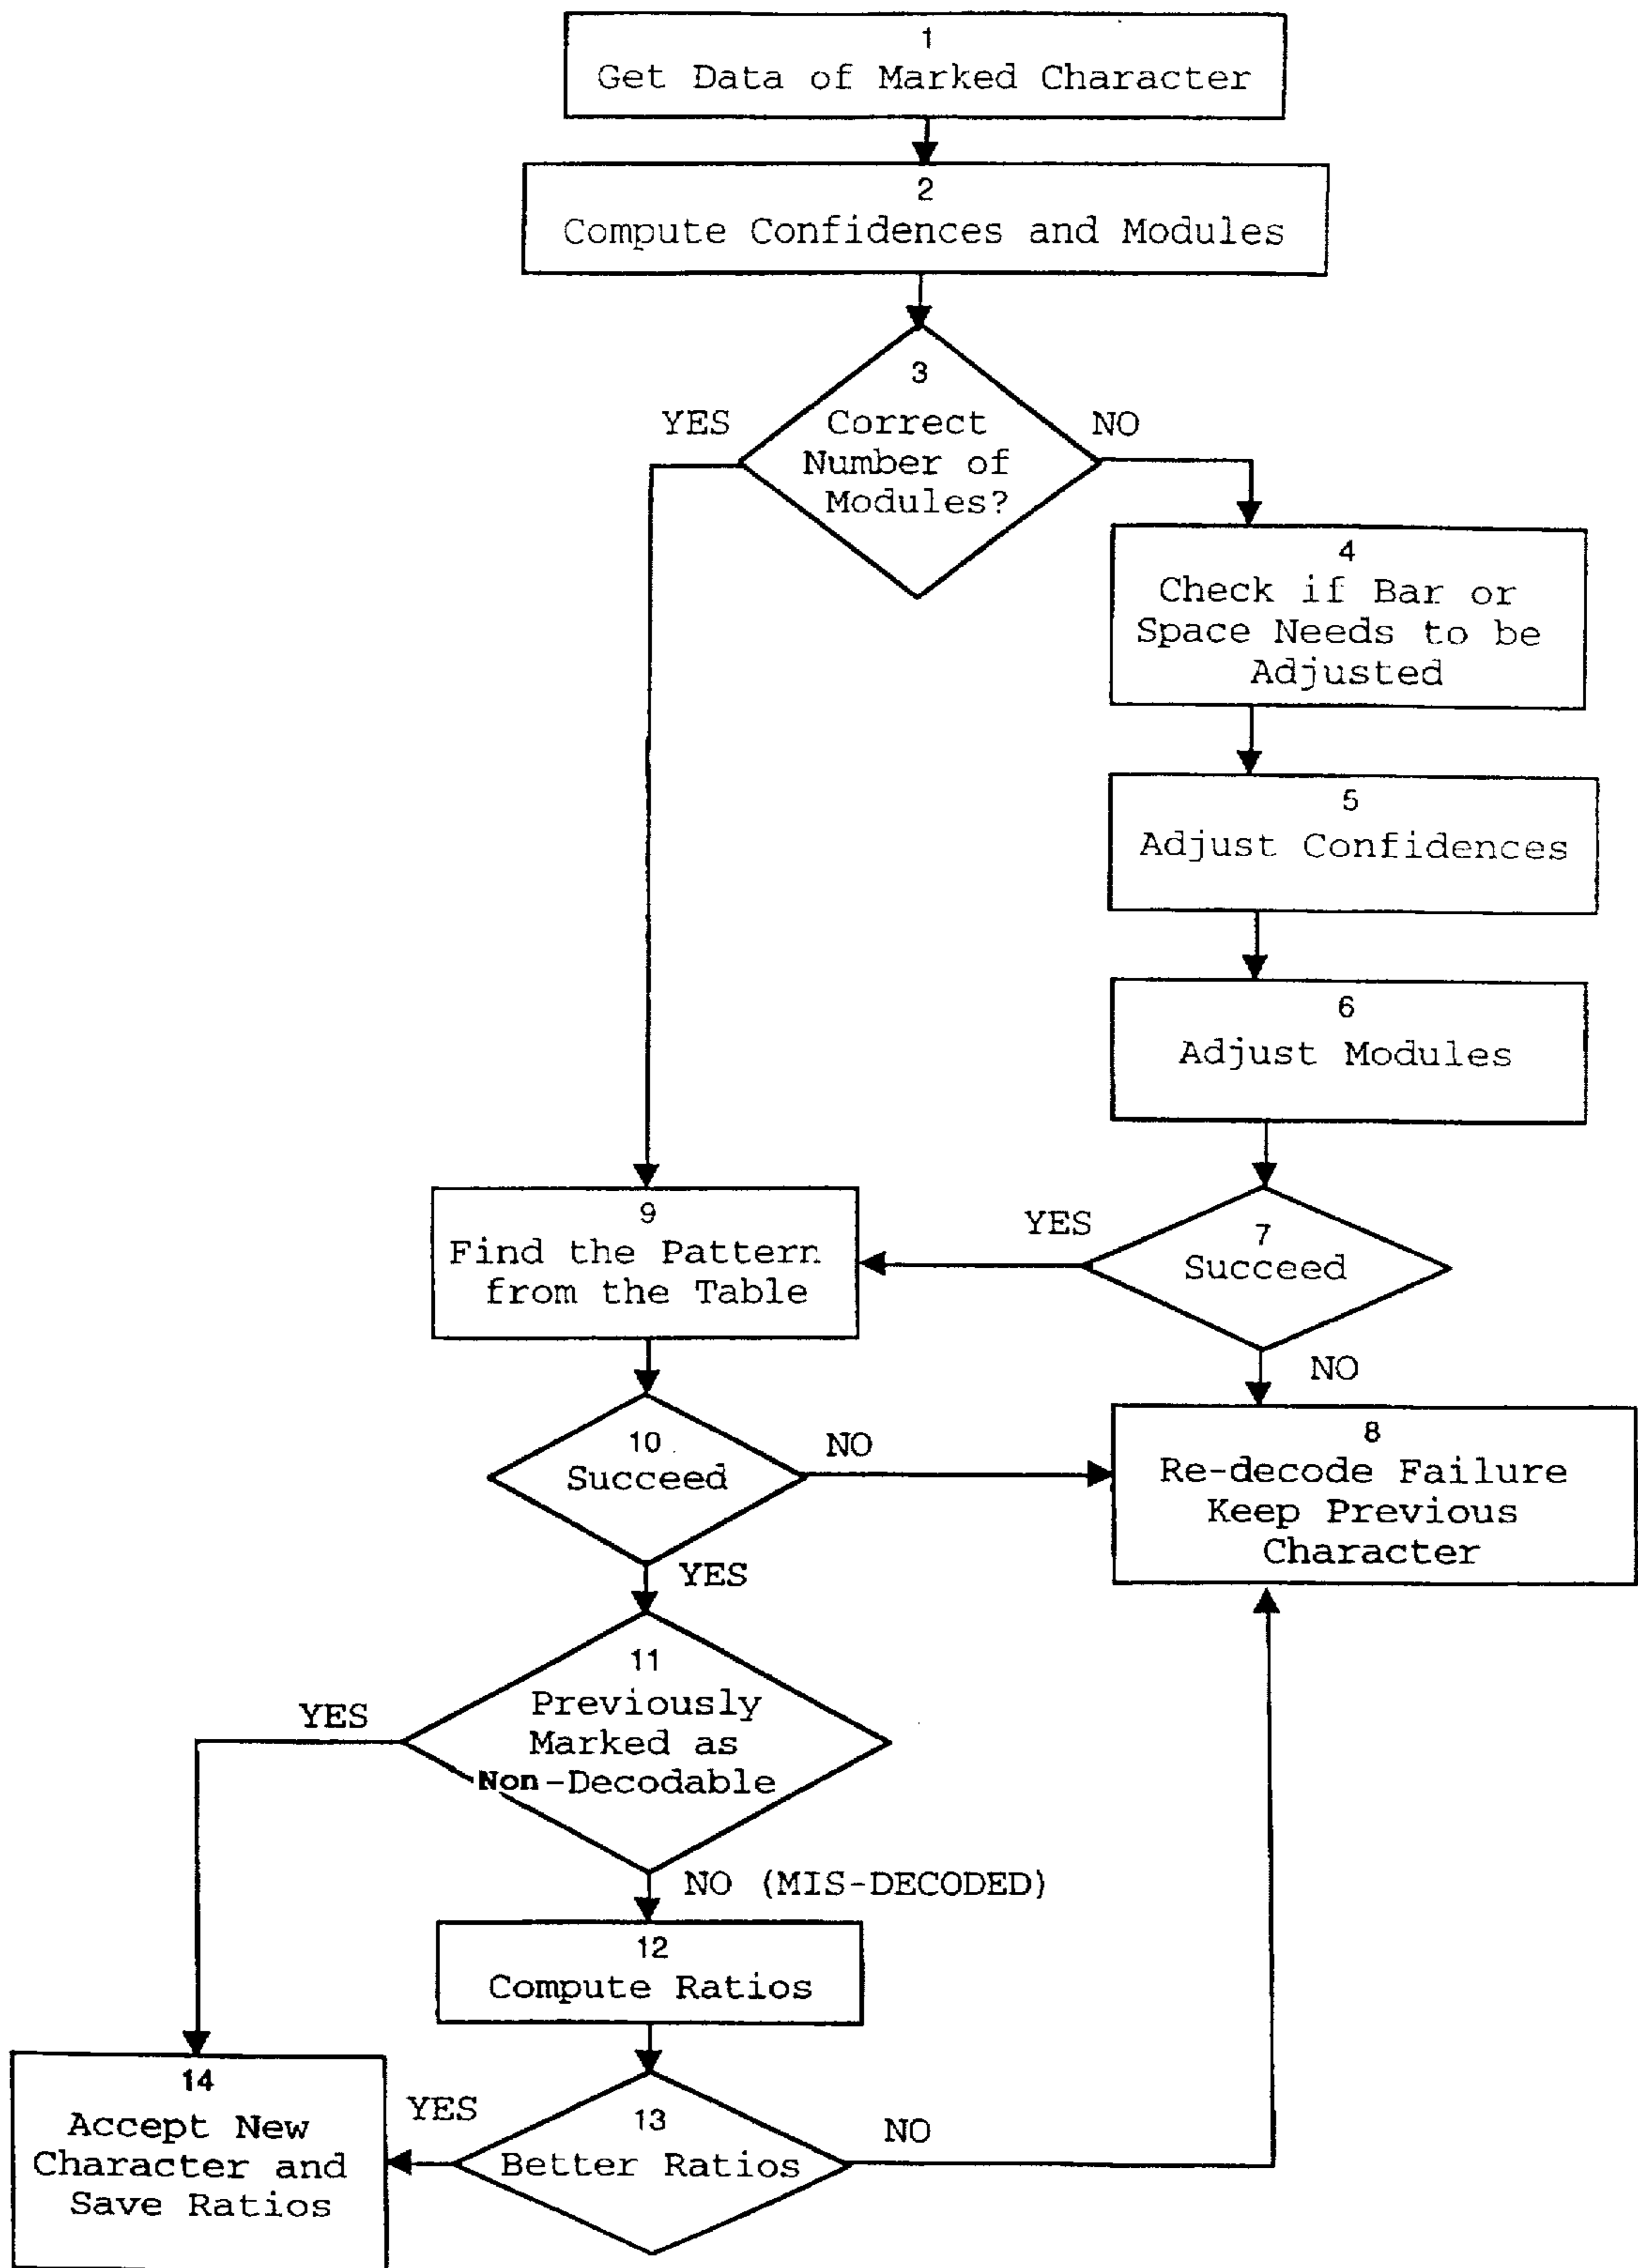 1
Get Data of Marked Character
2
Compute Confidences and Modules
3
Correct
Number of
Modules?
YES
NO
4
Check if Bar or
Space Needs to be
Adjusted
5
Adjust Confidences
6
Adjust Modules
7
Succeed
YES
NO
9
Find the Pattern
from the Table
10
Succeed
NO
YES
8
Re-decode Failure
Keep Previous
Character
11
Previously
Marked as
Non-Decodable
YES
NO (MIS-DECODED)
12
Compute Ratios
13
Better Ratios
YES
NO
14
Accept New
Character and
Save Ratios